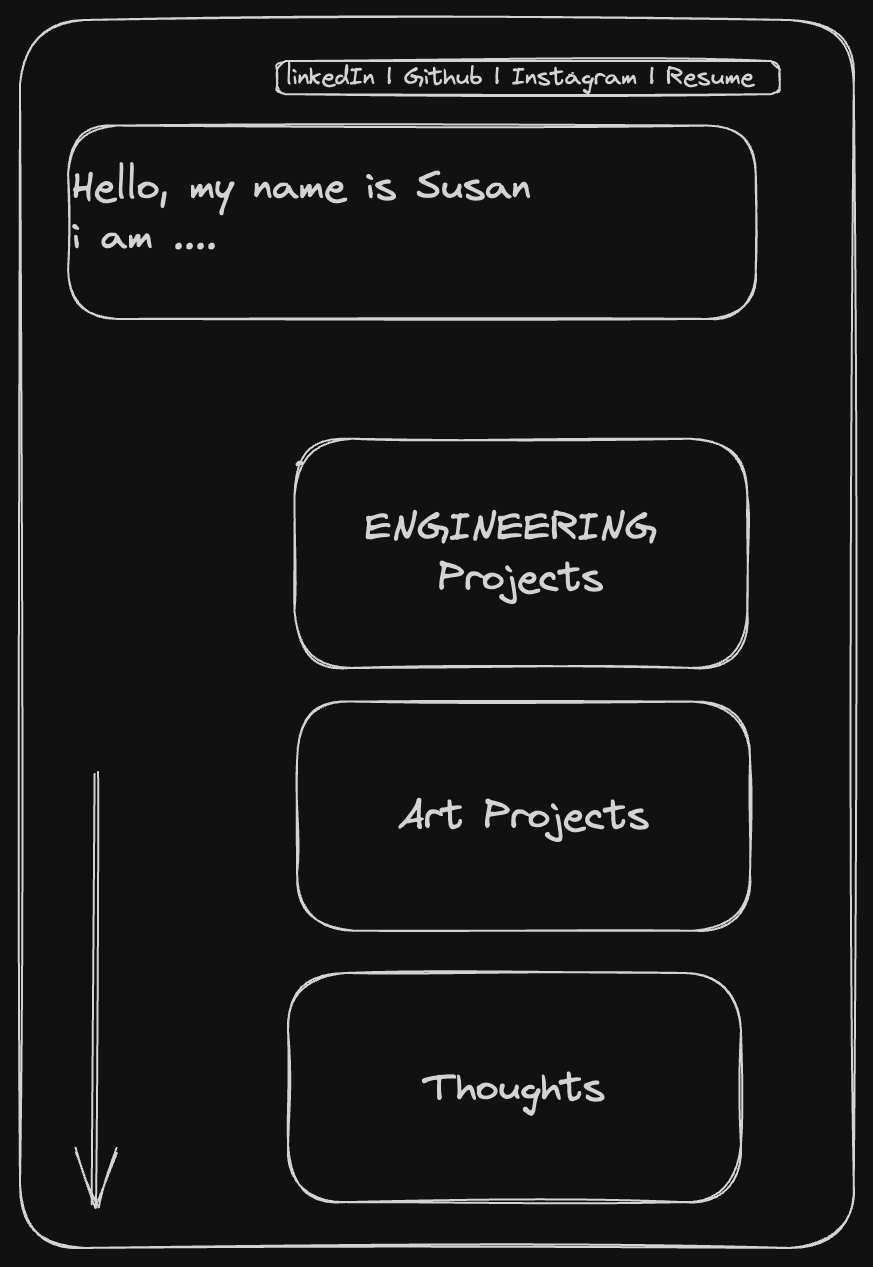 linkedIn | Github | Instagram | Resume
Hello, my name is Susan
i am ....
ENGINEERING
Projects
Art Projects
Thoughts